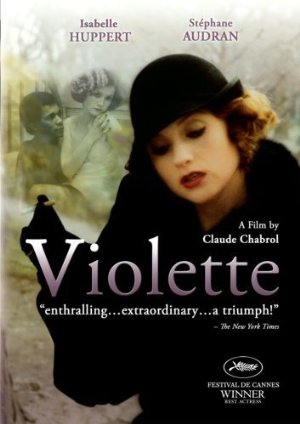 Isabelle
HUPPERT
Stéphane
AUDRAN
A Film by
Claude Chabrol
Violette
“enthralling…extraordinary…a triumph!”
– The New York Times
FESTIVAL DE CANNES
WINNER
BEST ACTRESS